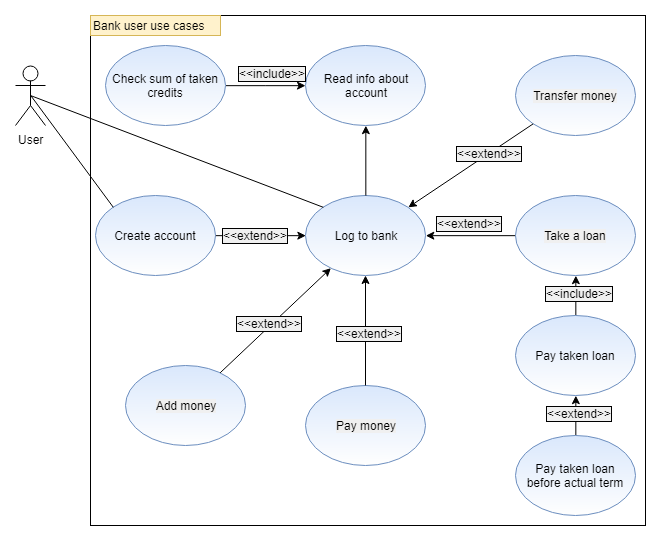 Bank user use cases
Check sum of taken
credits
<<include>>
Read info about
account
Transfer money
<<extend>>
User
Create account
<<extend>>
Log to bank
<<extend>>
Take a loan
<<include>>
<<extend>>
<<extend>>
Pay taken loan
Add money
Pay money
<<extend>>
Pay taken loan
before actual term